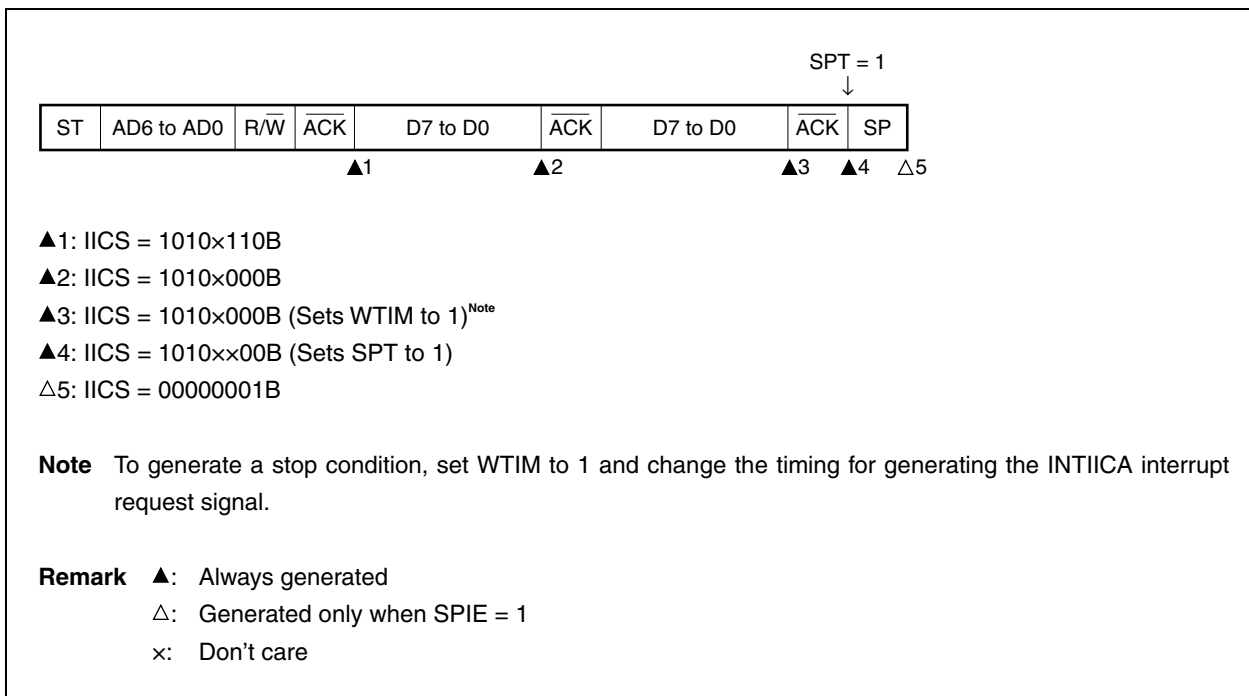 SPT = 1
↓
ST AD6 to AD0 R/W̅ A̅C̅K̅ D7 to D0 A̅C̅K̅ D7 to D0 A̅C̅K̅ SP
▲1 ▲2 ▲3 ▲4 △5
▲1: IICS = 1010×110B
▲2: IICS = 1010×000B
▲3: IICS = 1010×000B (Sets WTIM to 1)Note
▲4: IICS = 1010××00B (Sets SPT to 1)
△5: IICS = 00000001B
Note To generate a stop condition, set WTIM to 1 and change the timing for generating the INTIICA interrupt
request signal.
Remark ▲: Always generated
△: Generated only when SPIE = 1
×: Don't care